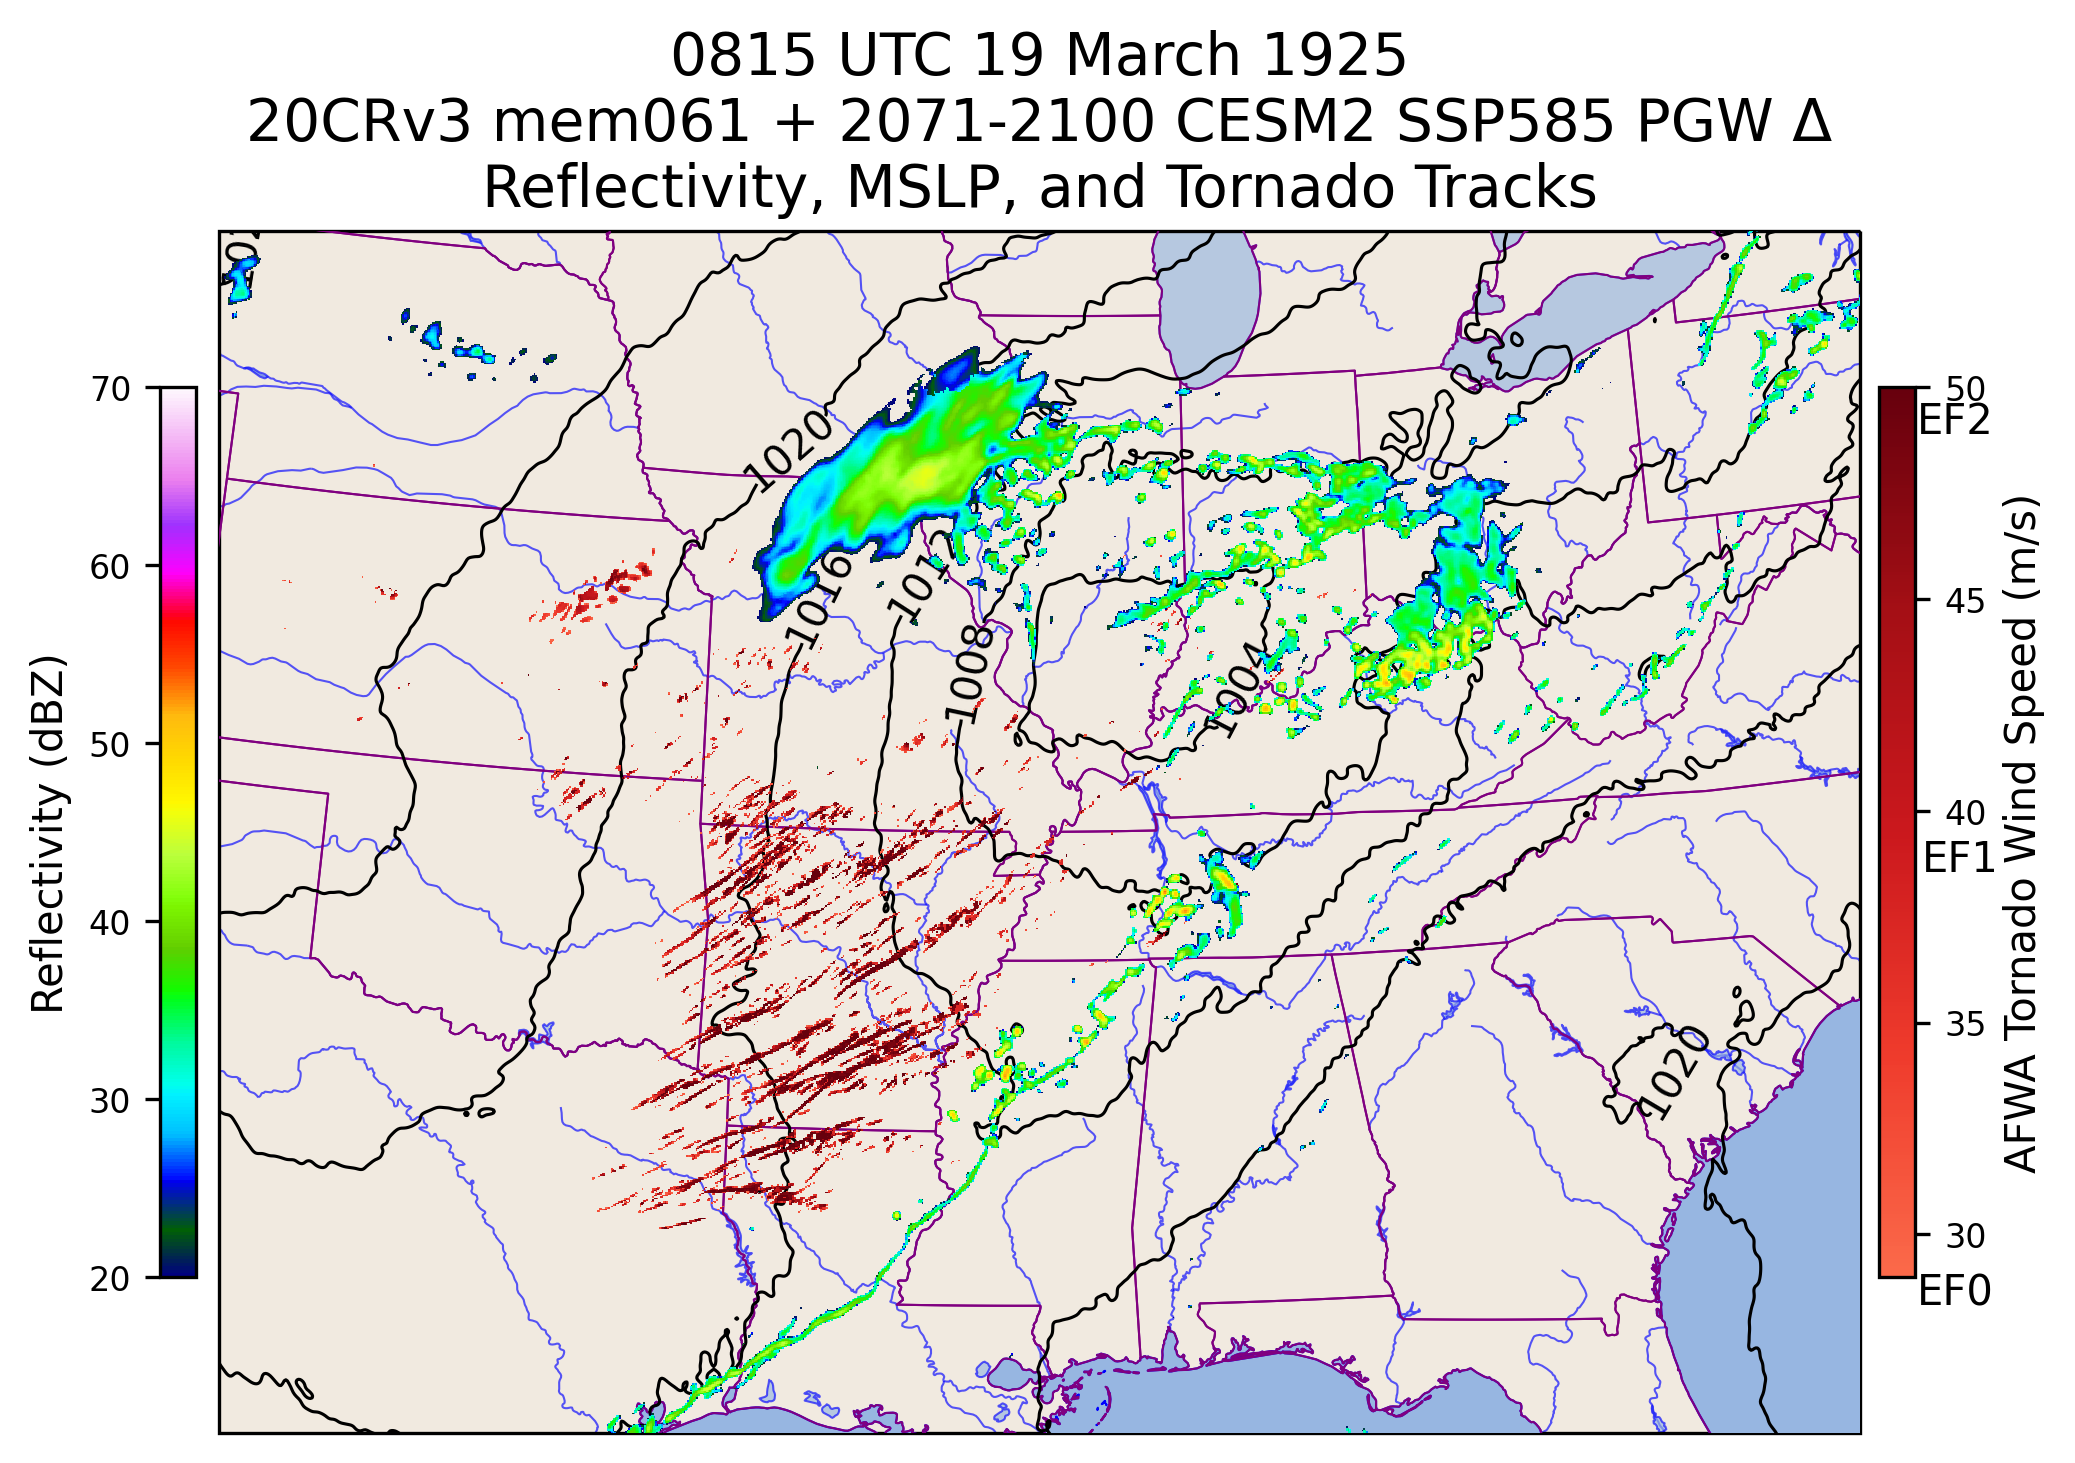 0815 UTC 19 March 1925
20CRv3 mem061 + 2071-2100 CESM2 SSP585 PGW Δ
Reflectivity, MSLP, and Tornado Tracks
70
60
50
40
30
20
Reflectivity (dBZ)
1020
1016
1012
1008
1004
1020
50
EF2
45
40
EF1
35
30
EF0
AFWA Tornado Wind Speed (m/s)